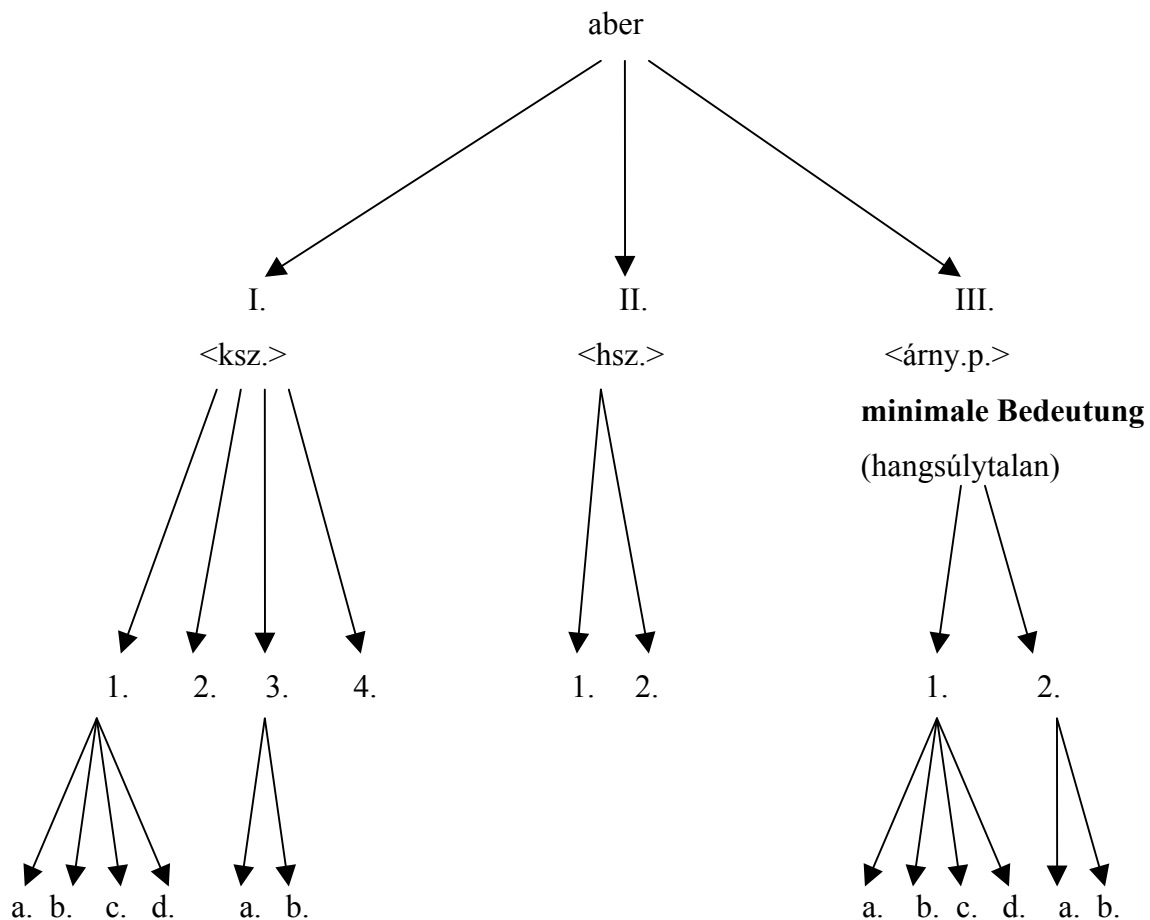 aber
I. II. III.
<ksz.> <hsz.> <árny.p.>
minimale Bedeutung
(hangsúlytalan)
1. 2. 3. 4. 1. 2. 1. 2.
a. b. c. d. a. b. a. b. c. d. a. b.